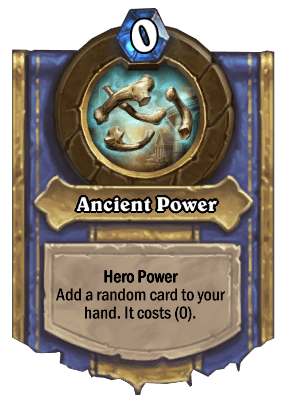 0
Ancient Power
Hero Power
Add a random card to your
hand. It costs (0).